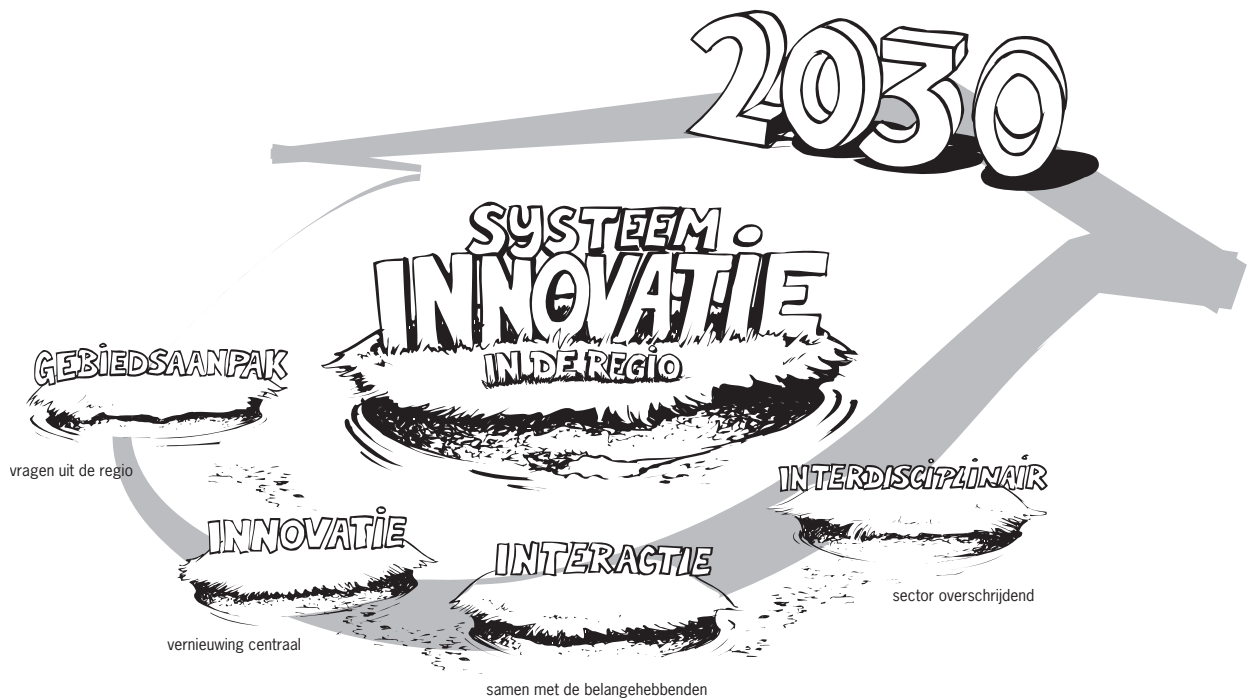 2030
SYSTEEM
INNOVATIE
IN DE REGIO
GEBIEDSAANPAK
vragen uit de regio
INNOVATIE
vernieuwing centraal
INTERACTIE
samen met de belangehebbenden
INTERDISCIPLINAIR
sector overschrijdend